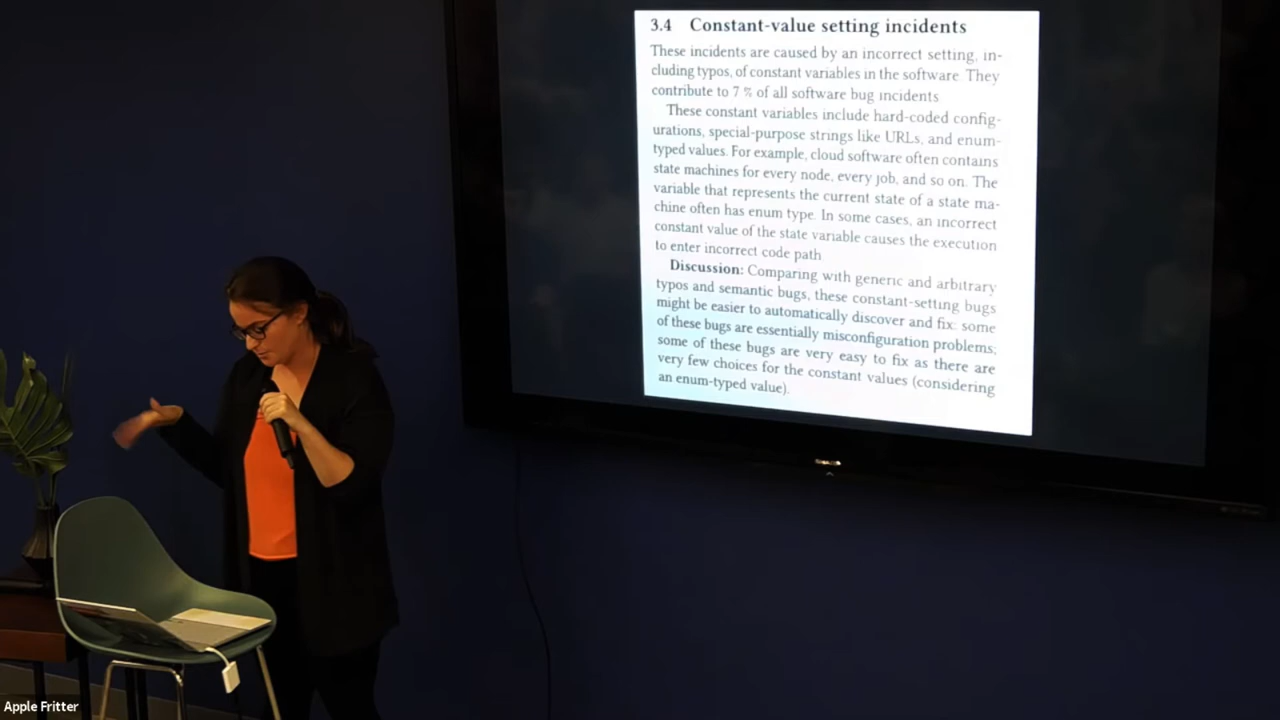 3.4 Constant-value setting incidents
These incidents are caused by an incorrect setting, in-
cluding typos, of constant variables in the software. They
contribute to 7 % of all software bug incidents
These constant variables include hard-coded config-
urations, special-purpose strings like URLs, and enum-
typed values. For example, cloud software often contains
state machines for every node, every job, and so on. The
variable that represents the current state of a state ma-
chine often has enum type. In some cases, an incorrect
constant value of the state variable causes the execution
to enter incorrect code path
Discussion: Comparing with generic and arbitrary
typos and semantic bugs, these constant-setting bugs
might be easier to automatically discover and fix: some
of these bugs are essentially misconfiguration problems;
some of these bugs are very easy to fix as there are
very few choices for the constant values (considering
an enum-typed value).
Apple Fritter